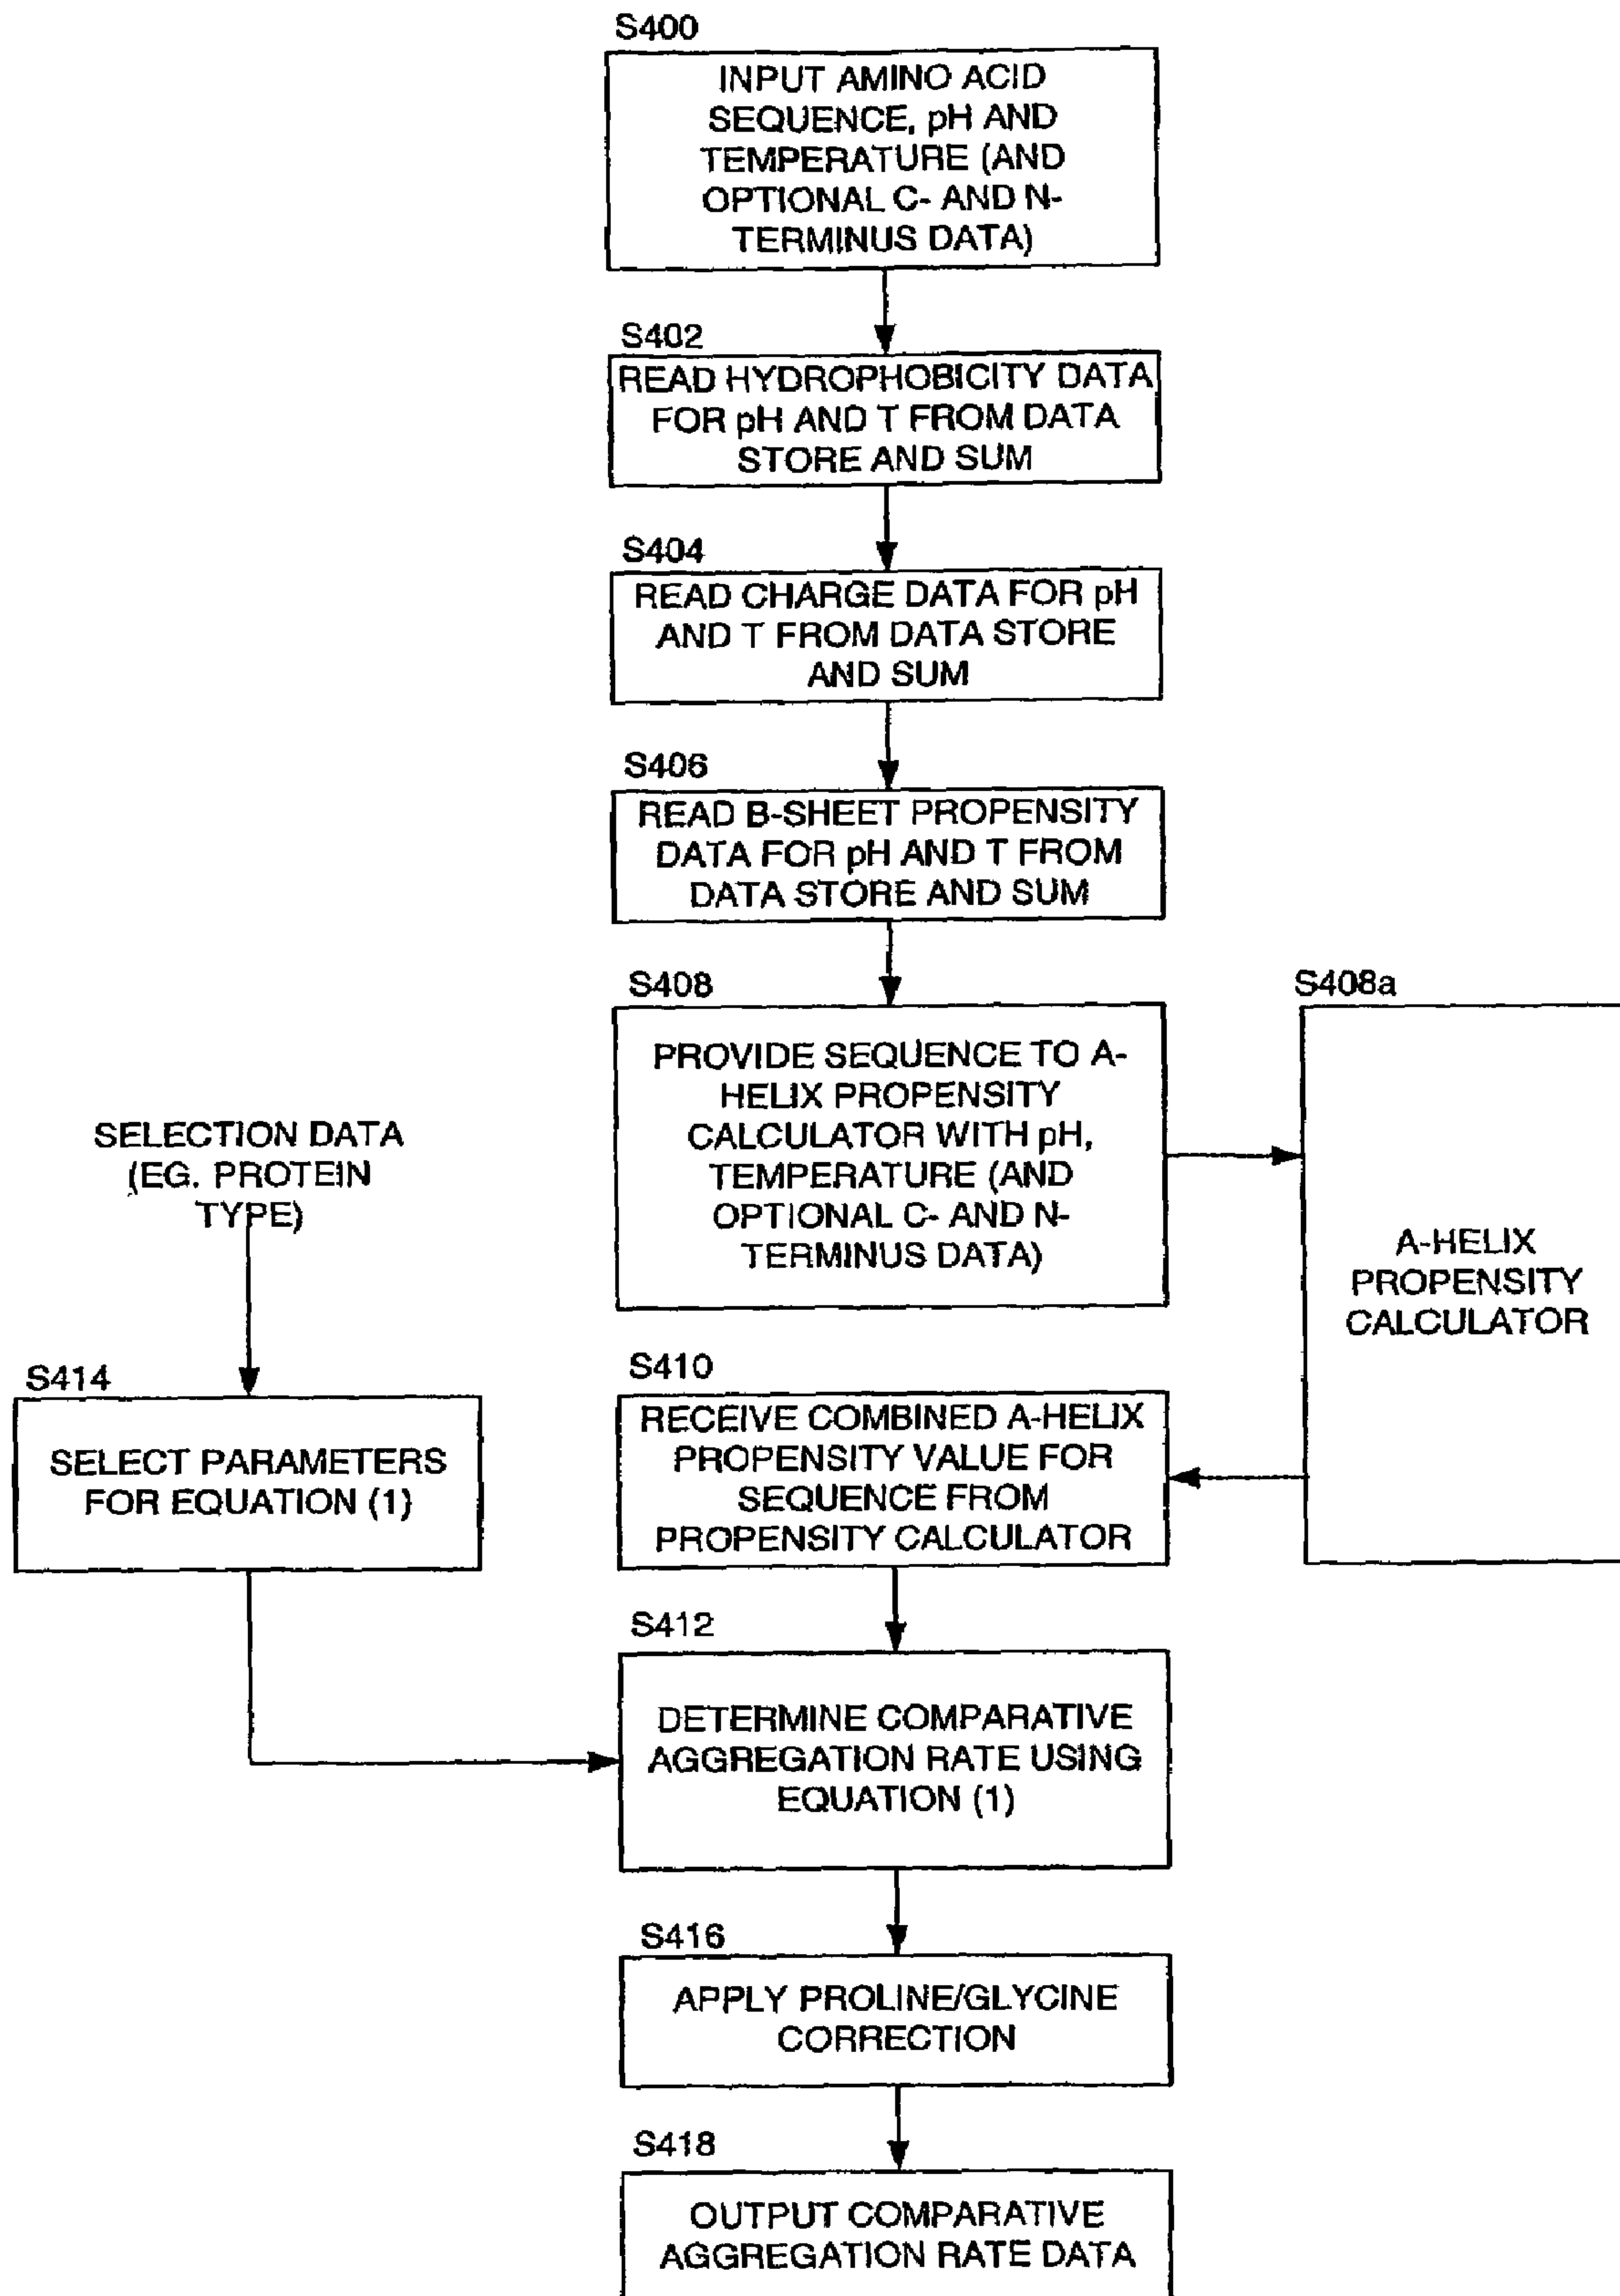 S400
INPUT AMINO ACID
SEQUENCE, pH AND
TEMPERATURE (AND
OPTIONAL C- AND N-
TERMINUS DATA)
S402
READ HYDROPHOBICITY DATA
FOR pH AND T FROM DATA
STORE AND SUM
S404
READ CHARGE DATA FOR pH
AND T FROM DATA STORE
AND SUM
S406
READ B-SHEET PROPENSITY
DATA FOR pH AND T FROM
DATA STORE AND SUM
S408
PROVIDE SEQUENCE TO A-
HELIX PROPENSITY
CALCULATOR WITH pH,
TEMPERATURE (AND
OPTIONAL C- AND N-
TERMINUS DATA)
S408a
A-HELIX
PROPENSITY
CALCULATOR
SELECTION DATA
(EG. PROTEIN
TYPE)
S414
SELECT PARAMETERS
FOR EQUATION (1)
S410
RECEIVE COMBINED A-HELIX
PROPENSITY VALUE FOR
SEQUENCE FROM
PROPENSITY CALCULATOR
S412
DETERMINE COMPARATIVE
AGGREGATION RATE USING
EQUATION (1)
S416
APPLY PROLINE/GLYCINE
CORRECTION
S418
OUTPUT COMPARATIVE
AGGREGATION RATE DATA